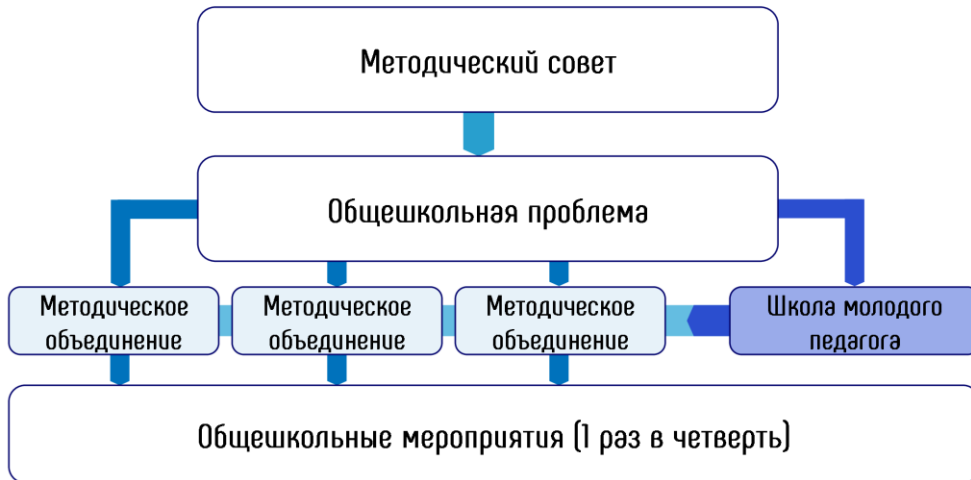 Методический совет
Общешкольная проблема
Методическое
объединение
Методическое
объединение
Методическое
объединение
Школа молодого
педагога
Общешкольные мероприятия (1 раз в четверть)